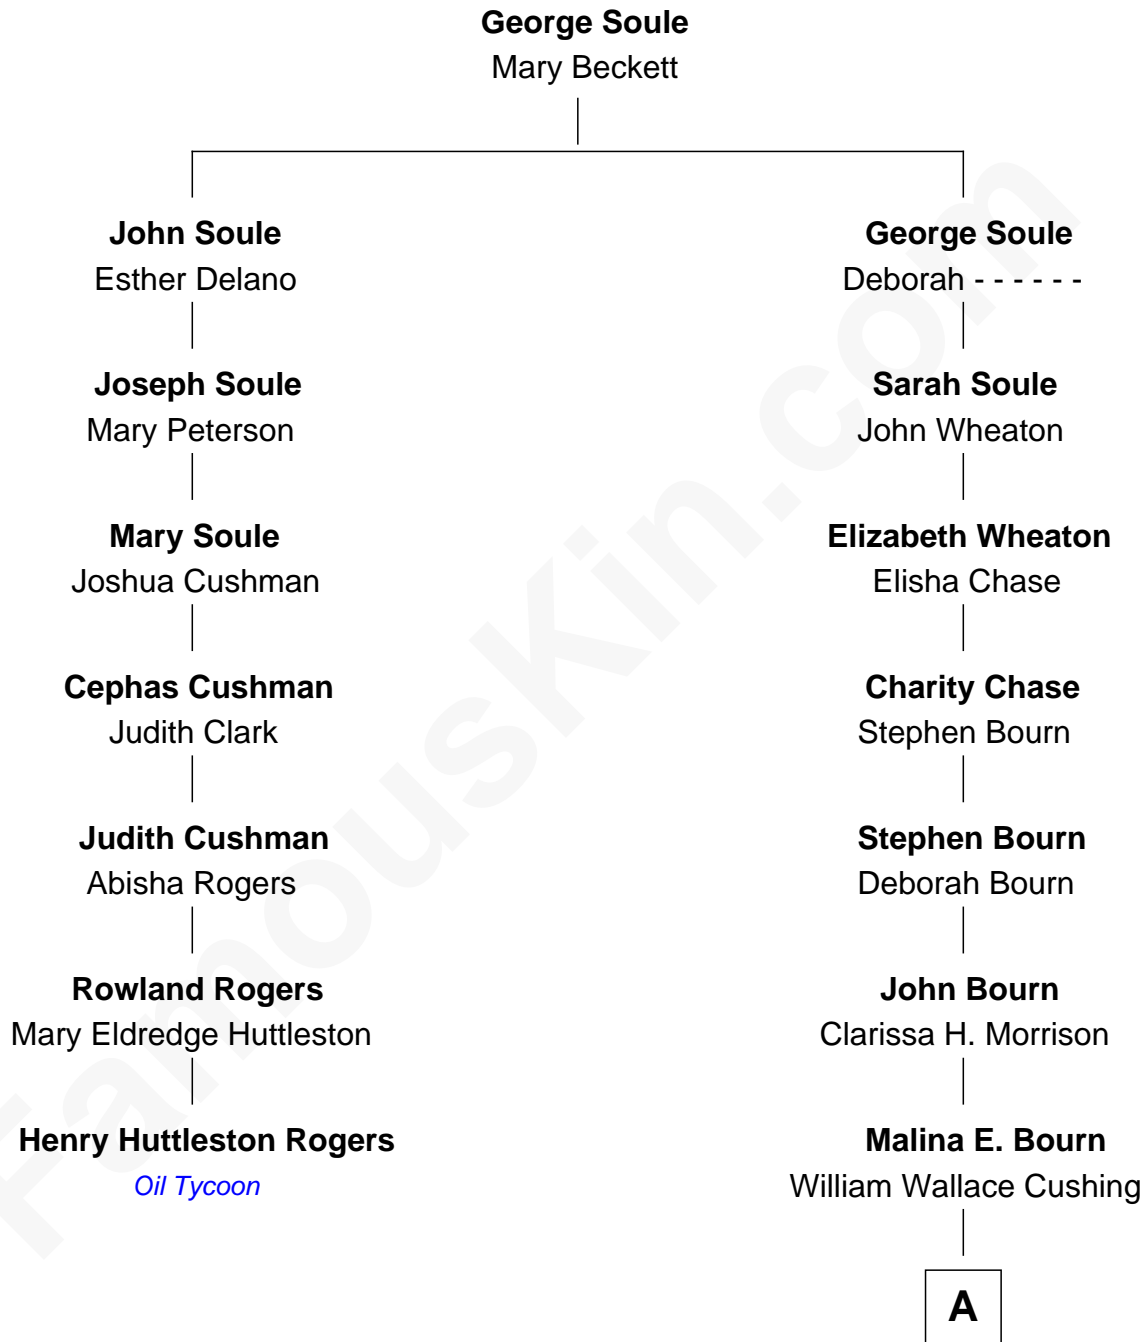 George Soule
Mary Beckett
John Soule
Esther Delano
Joseph Soule
Mary Peterson
Mary Soule
Joshua Cushman
Cephas Cushman
Judith Clark
Judith Cushman
Abisha Rogers
Rowland Rogers
Mary Eldredge Huttleston
Henry Huttleston Rogers
Oil Tycoon
George Soule
Deborah - - - - - -
Sarah Soule
John Wheaton
Elizabeth Wheaton
Elisha Chase
Charity Chase
Stephen Bourn
Stephen Bourn
Deborah Bourn
John Bourn
Clarissa H. Morrison
Malina E. Bourn
William Wallace Cushing
A
FamousKin.com